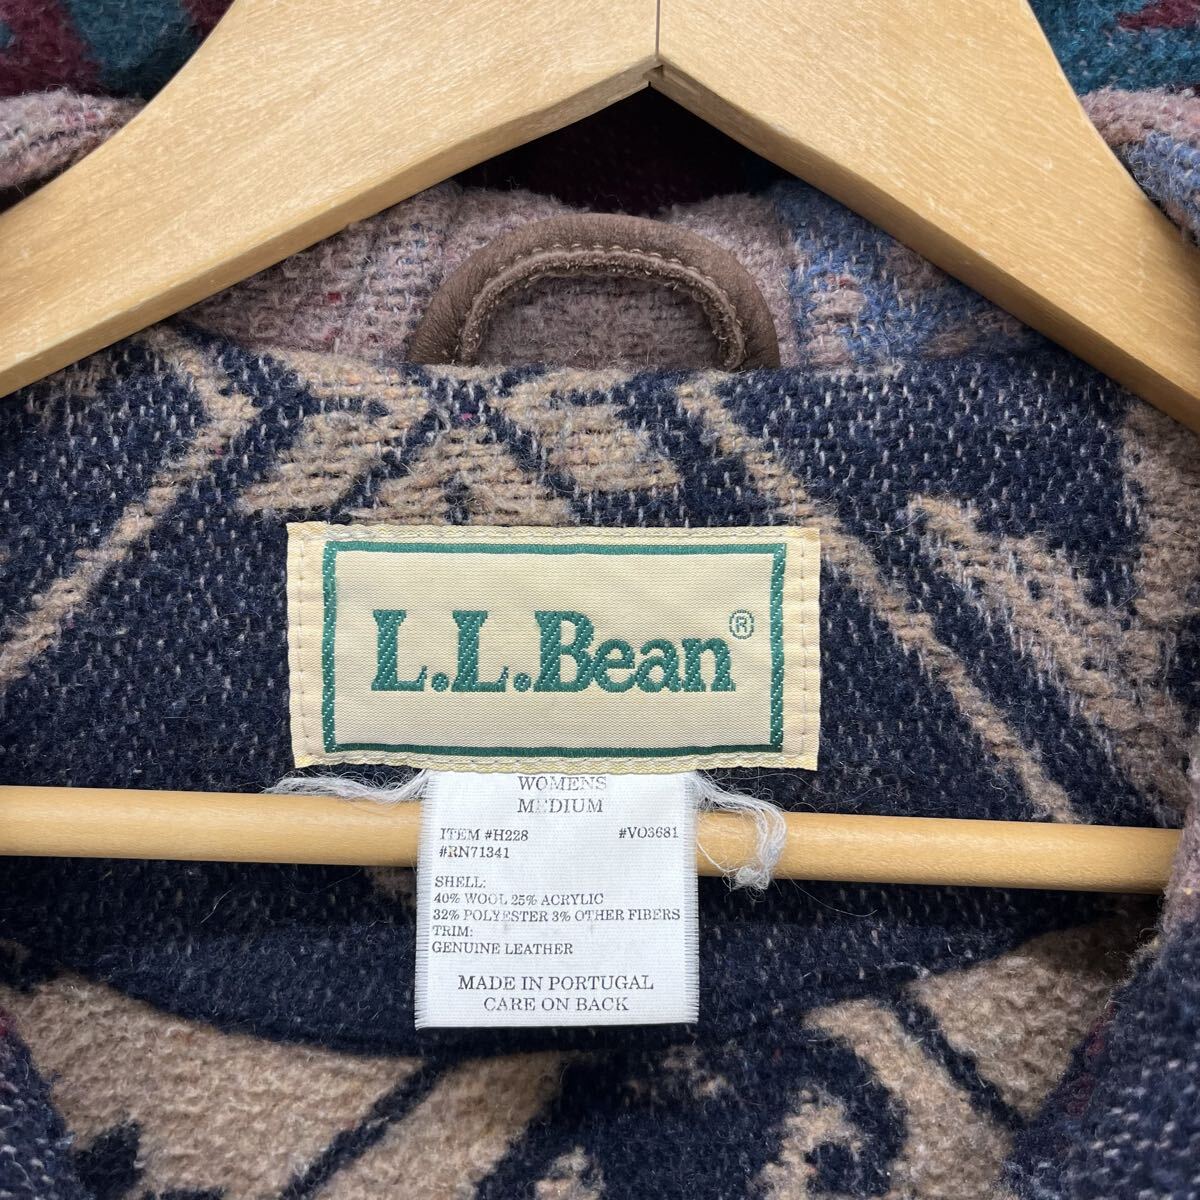 L.L.Bean®
WOMENS
MEDIUM
ITEM #H228 #VO3681
#RN71341
SHELL:
40% WOOL 25% ACRYLIC
32% POLYESTER 3% OTHER FIBERS
TRIM:
GENUINE LEATHER
MADE IN PORTUGAL
CARE ON BACK